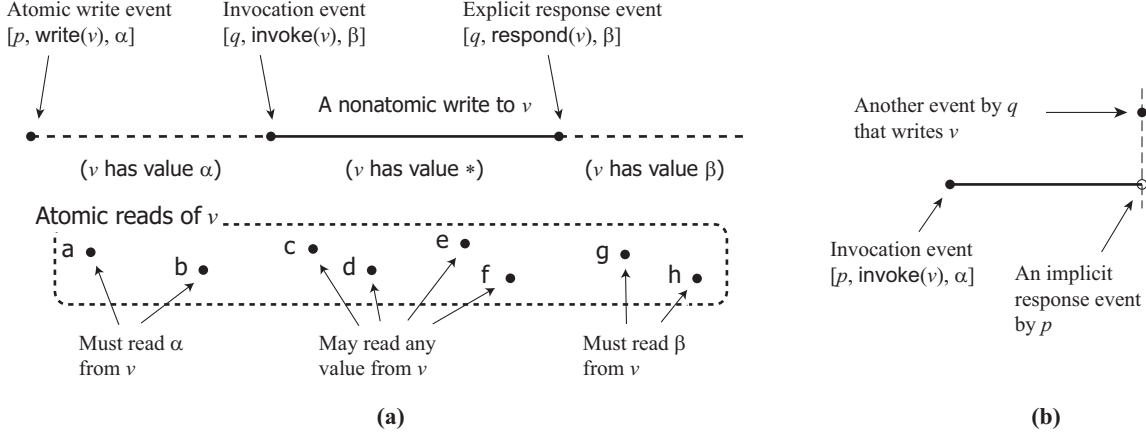 Atomic write event
[p, write(v), α]
Invocation event
[q, invoke(v), β]
Explicit response event
[q, respond(v), β]
A nonatomic write to v
(v has value α)
(v has value *)
(v has value β)
Atomic reads of v
a
b
c
d
e
f
g
h
Must read α
from v
May read any
value from v
Must read β
from v
(a)
Another event by q
that writes v
Invocation event
[p, invoke(v), α]
An implicit
response event
by p
(b)